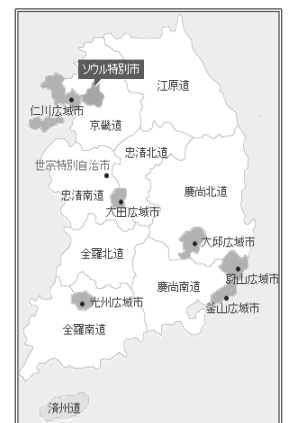 ソウル特別市
江原道
仁川広域市
京畿道
忠清北道
世宗特別自治市
忠清南道
慶尚北道
大田広域市
大邱広域市
全羅北道
蔚山広域市
慶尚南道
光州広域市
釜山広域市
全羅南道
済州道